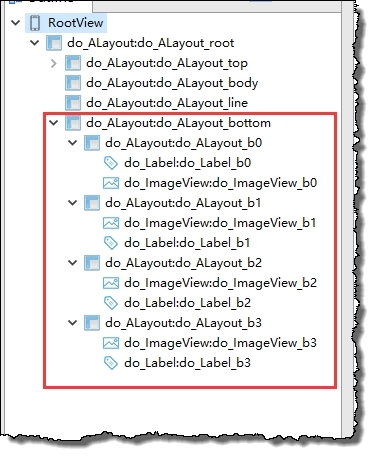 RootView
do_ALayout:do_ALayout_root
do_ALayout:do_ALayout_top
do_ALayout:do_ALayout_body
do_ALayout:do_ALayout_line
do_ALayout:do_ALayout_bottom
do_ALayout:do_ALayout_b0
do_Label:do_Label_b0
do_ImageView:do_ImageView_b0
do_ALayout:do_ALayout_b1
do_ImageView:do_ImageView_b1
do_Label:do_Label_b1
do_ALayout:do_ALayout_b2
do_ImageView:do_ImageView_b2
do_Label:do_Label_b2
do_ALayout:do_ALayout_b3
do_ImageView:do_ImageView_b3
do_Label:do_Label_b3